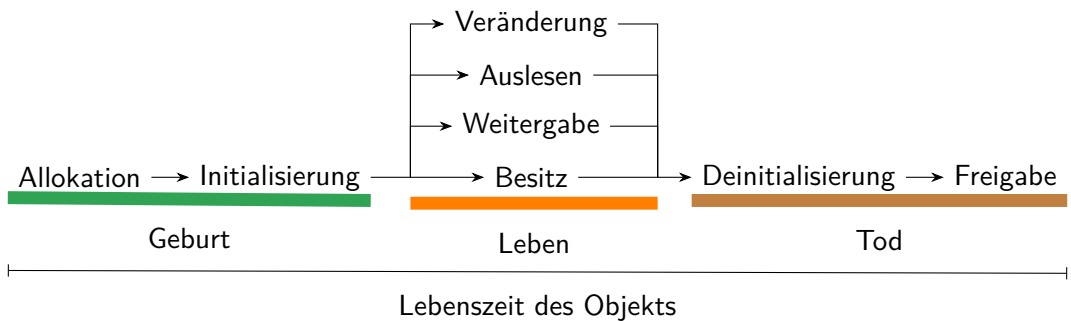 Veränderung
Auslesen
Weitergabe
Allokation Initialisierung Besitz Deinitialisierung Freigabe
Geburt Leben Tod
Lebenszeit des Objekts